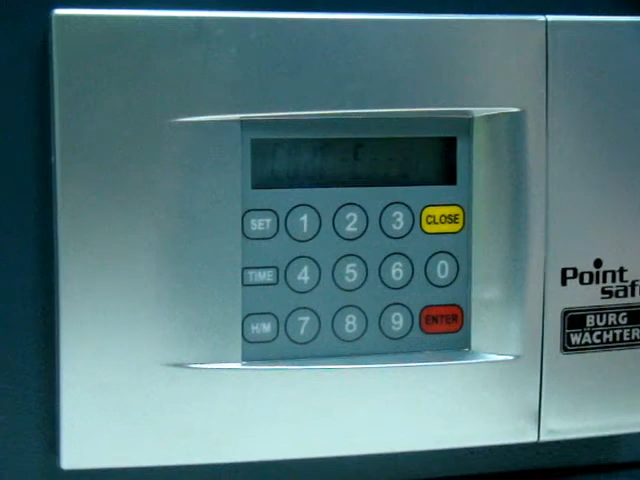 SET 1 2 3 CLOSE
TIME 4 5 6 0
H/M 7 8 9 ENTER
Point
safe
BURG
WÄCHTER